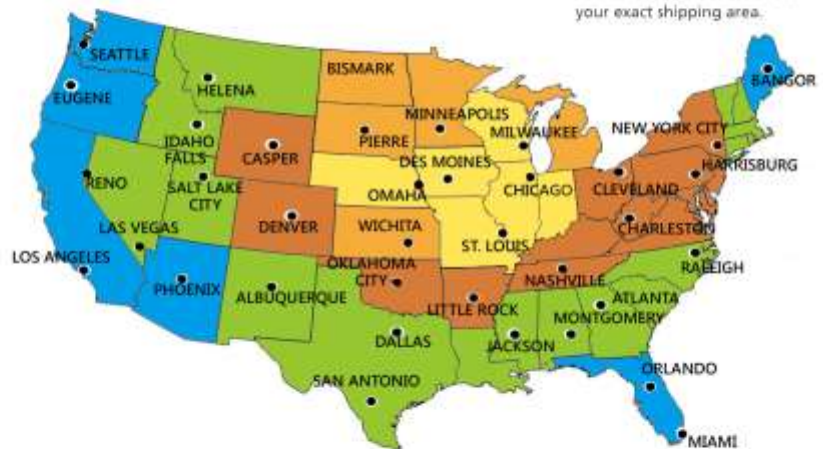 your exact shipping area.
SEATTLE
EUGENE
HELENA
BISMARK
BANGOR
IDAHO
FALLS
CASPER
PIERRE
MINNEAPOLIS
MILWAUKEE
NEW YORK CITY
RENO
SALT LAKE
CITY
OMAHA
DES MOINES
CHICAGO
CLEVELAND
HARRISBURG
LAS VEGAS
DENVER
WICHITA
ST. LOUIS
CHARLESTON
LOS ANGELES
PHOENIX
ALBUQUERQUE
OKLAHOMA
CITY
LITTLE ROCK
NASHVILLE
RALEIGH
DALLAS
JACKSON
MONTGOMERY
ATLANTA
SAN ANTONIO
ORLANDO
MIAMI